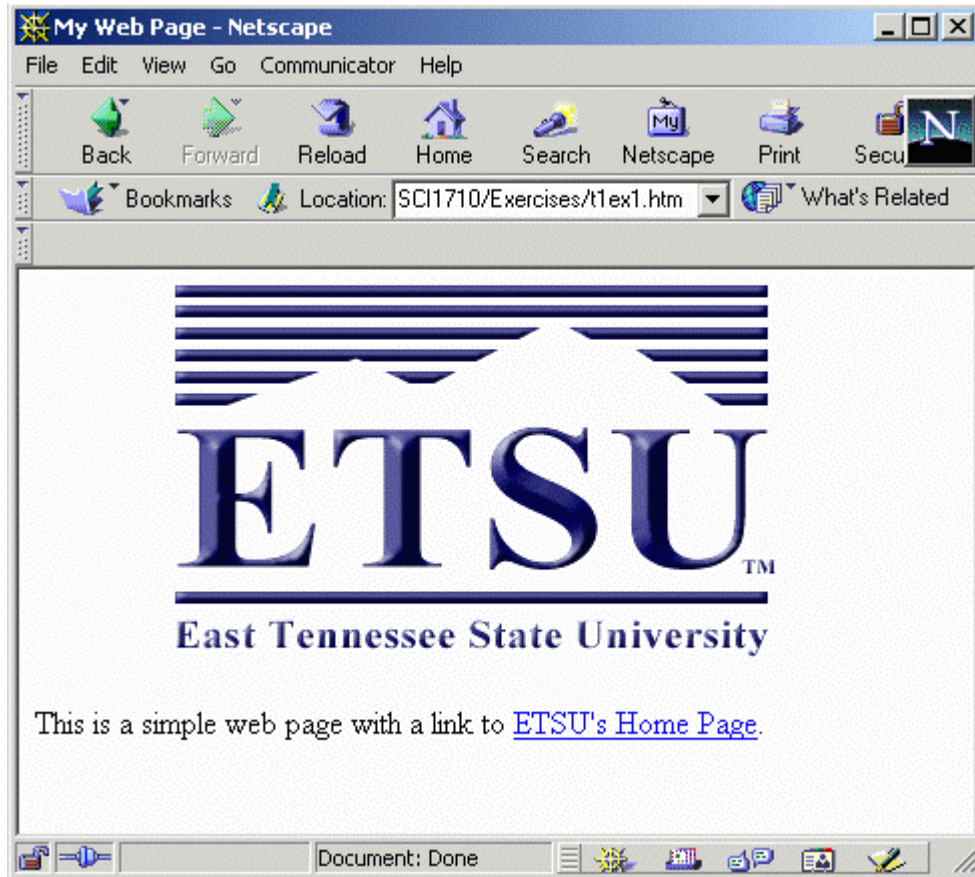 My Web Page - Netscape
File Edit View Go Communicator Help
My
N
Back Forward Reload Home Search Netscape Print Secu
Bookmarks Location: SCI1710/Exercises/t1ex1.htm What's Related
ETSU™
East Tennessee State University
This is a simple web page with a link to ETSU's Home Page.
Document: Done